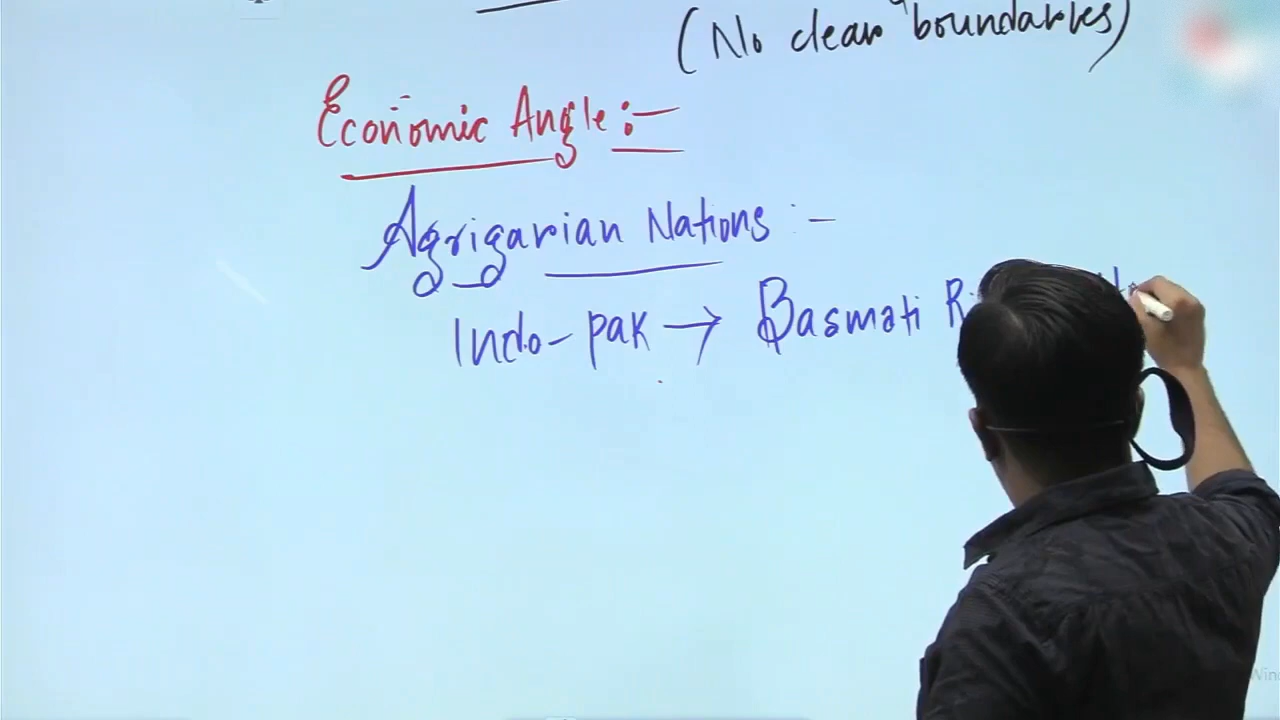 (No clear boundaries)
Economic Angle :-
Agrigarian Nations :-
Indo-pak → Basmati